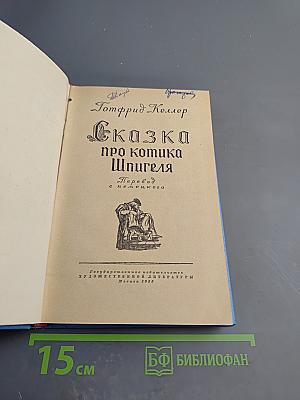 Готфрид Келлер
Сказка
про котика
Шпигеля
Перевод
с немецкого
Государственное издательство
ХУДОЖЕСТВЕННОЙ ЛИТЕРАТУРЫ
Москва
15 см
БФ БИБЛИОФАН